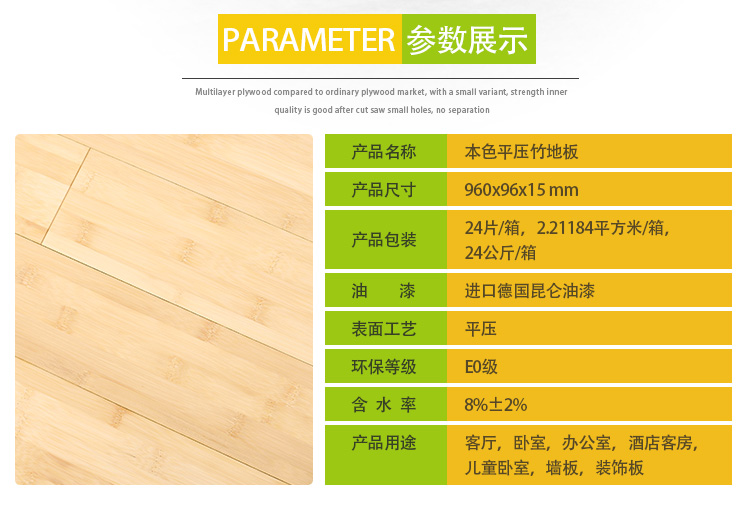 PARAMETER 参数展示
Multilayer plywood compared to ordinary plywood market, with a small variant, strength inner
quality is good after cut saw small holes, no separation
产品名称 本色平压竹地板
产品尺寸 960x96x15 mm
产品包装 24片/箱，2.21184平方米/箱，
24公斤/箱
油 漆 进口德国昆仑油漆
表面工艺 平压
环保等级 E0级
含水率 8%±2%
产品用途 客厅，卧室，办公室，酒店客房，
儿童卧室，墙板，装饰板